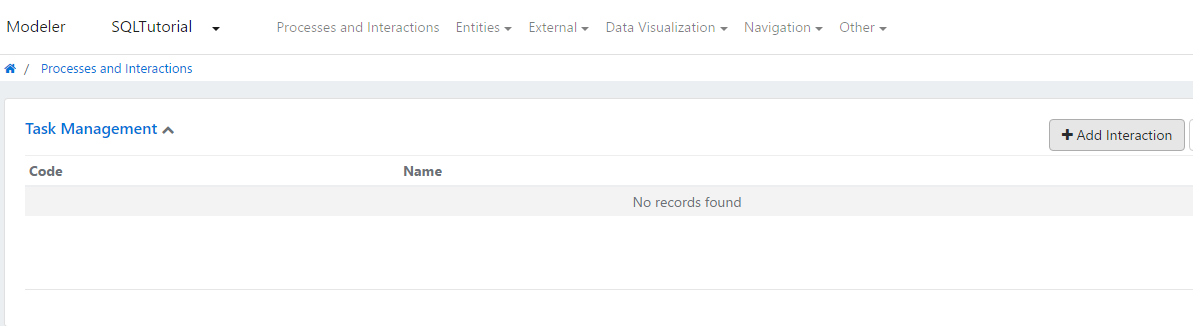 Modeler SQLTutorial Processes and Interactions Entities External Data Visualization Navigation Other
/ Processes and Interactions
Task Management
+ Add Interaction
Code Name
No records found